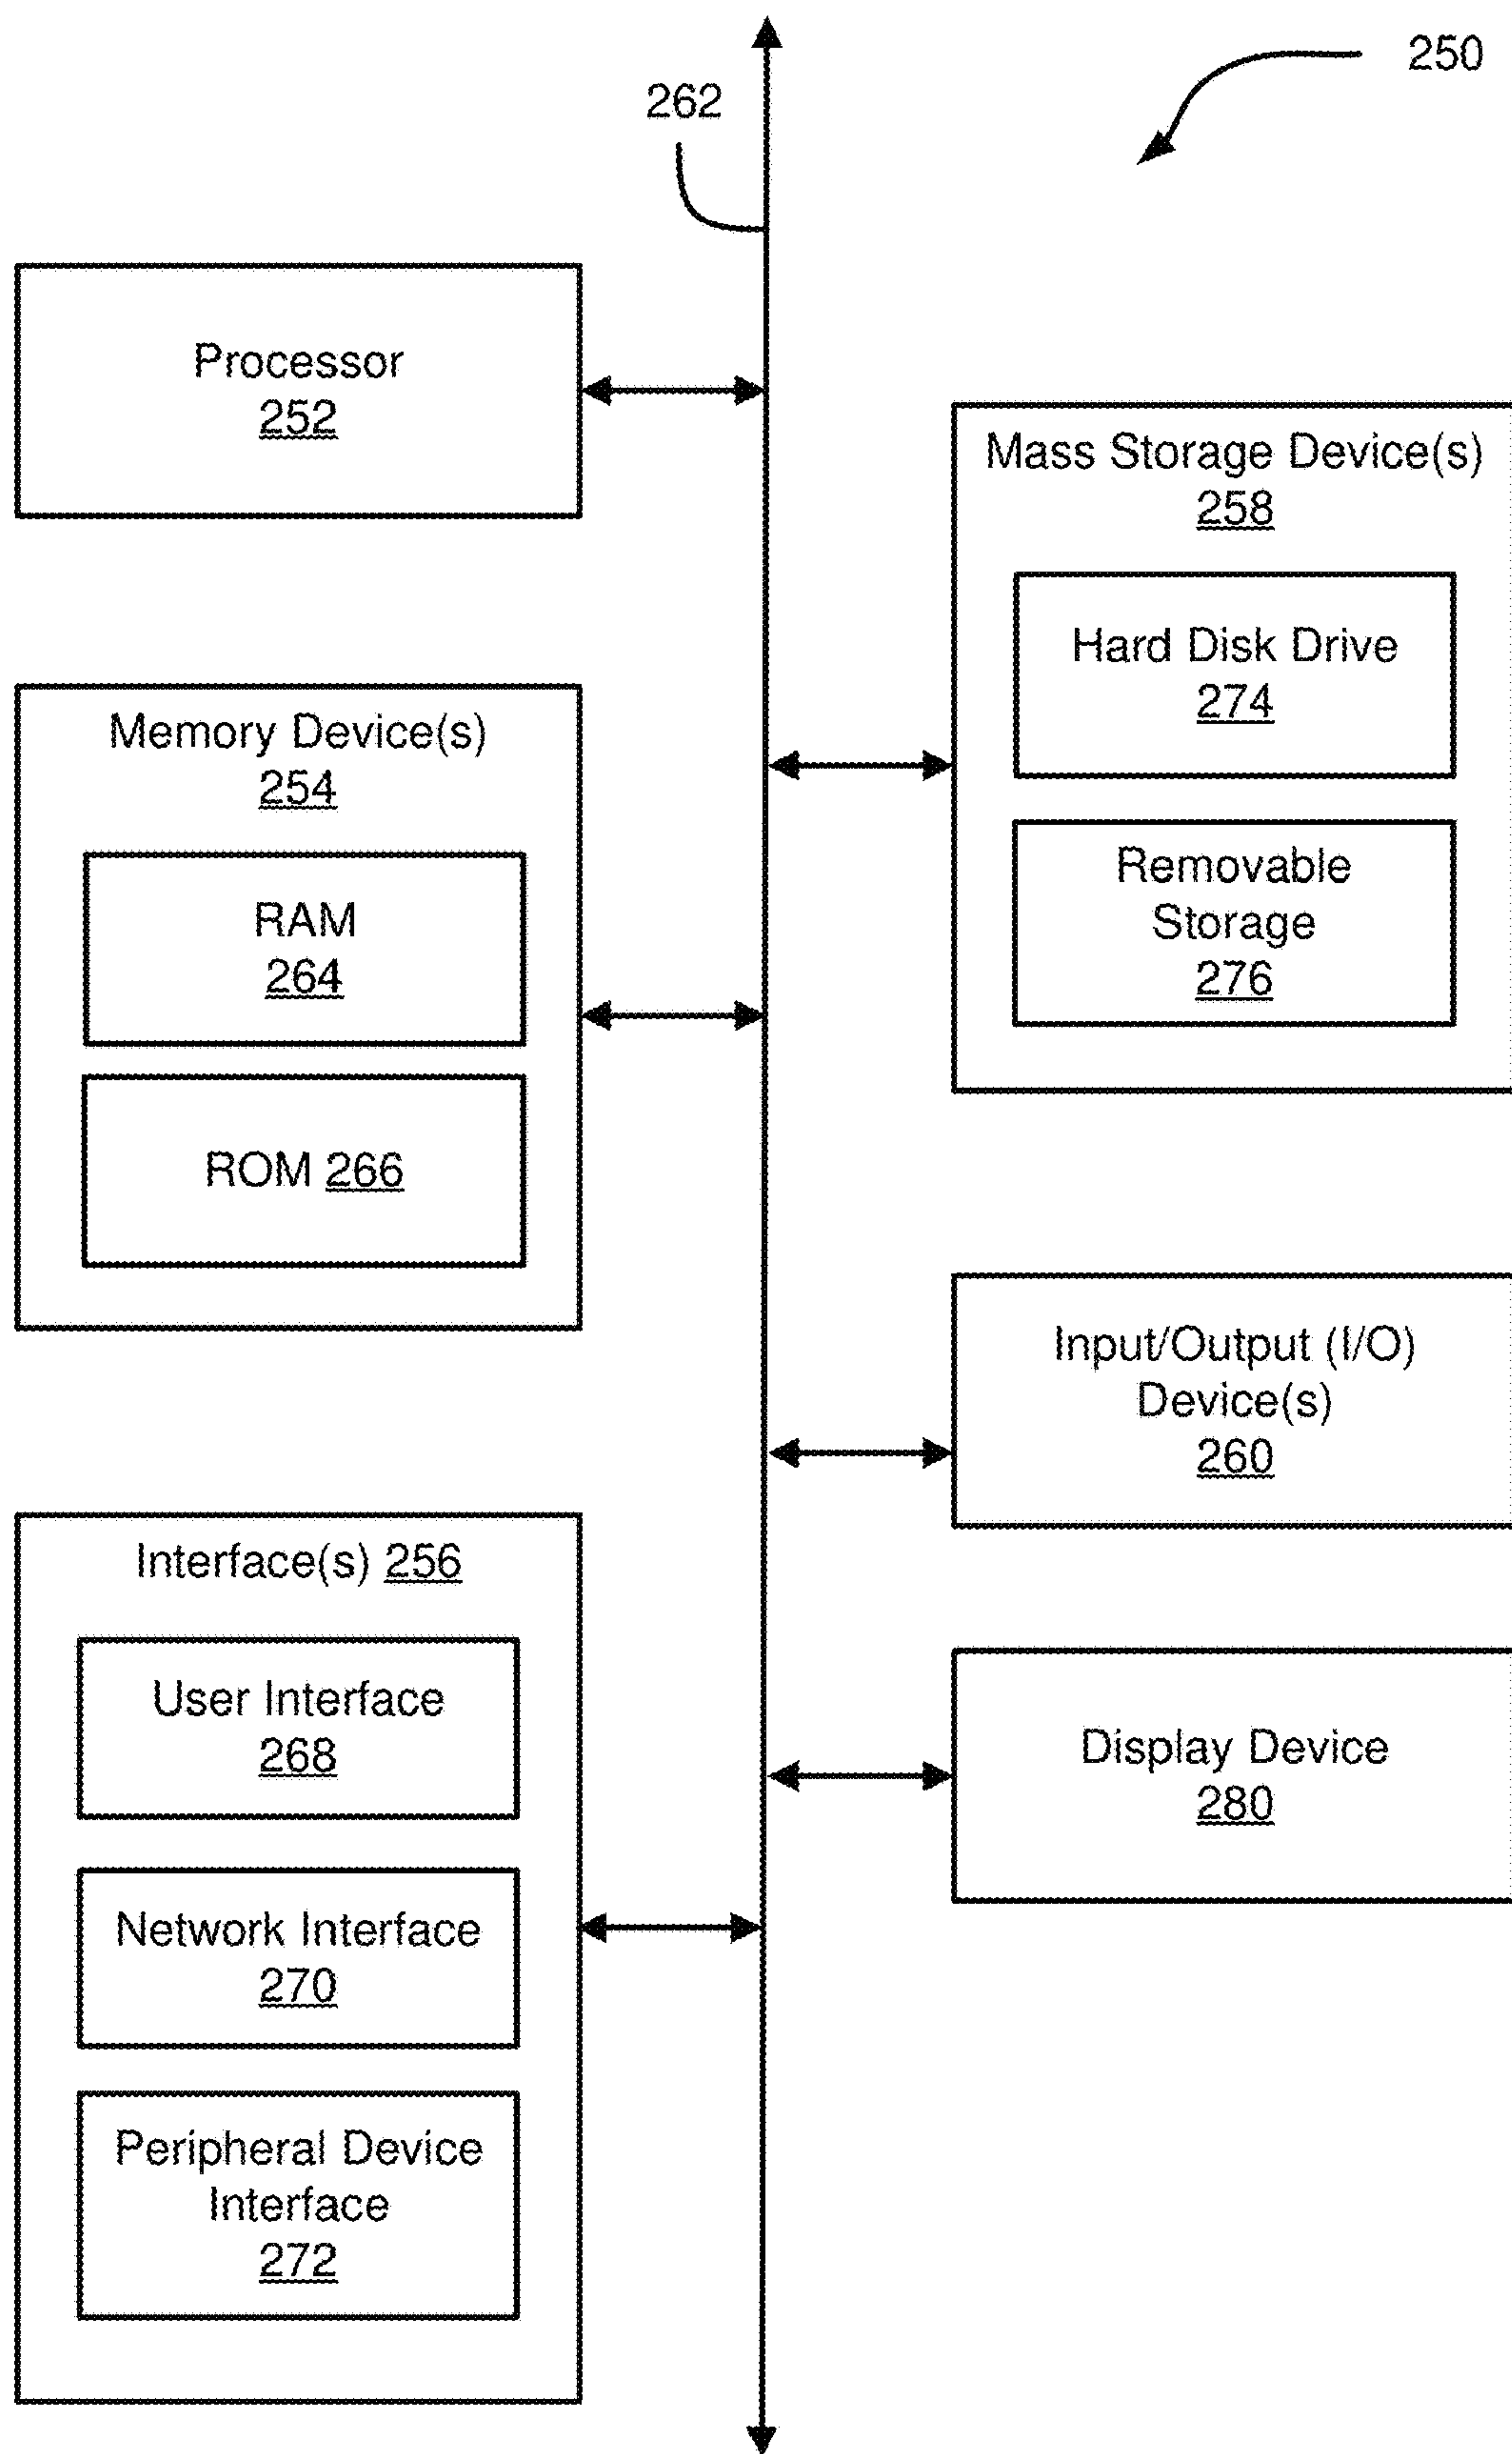 250
262
Processor
252
Mass Storage Device(s)
258
Hard Disk Drive
274
Removable
Storage
276
Memory Device(s)
254
RAM
264
ROM 266
Input/Output (I/O)
Device(s)
260
Interface(s) 256
User Interface
268
Network Interface
270
Peripheral Device
Interface
272
Display Device
280